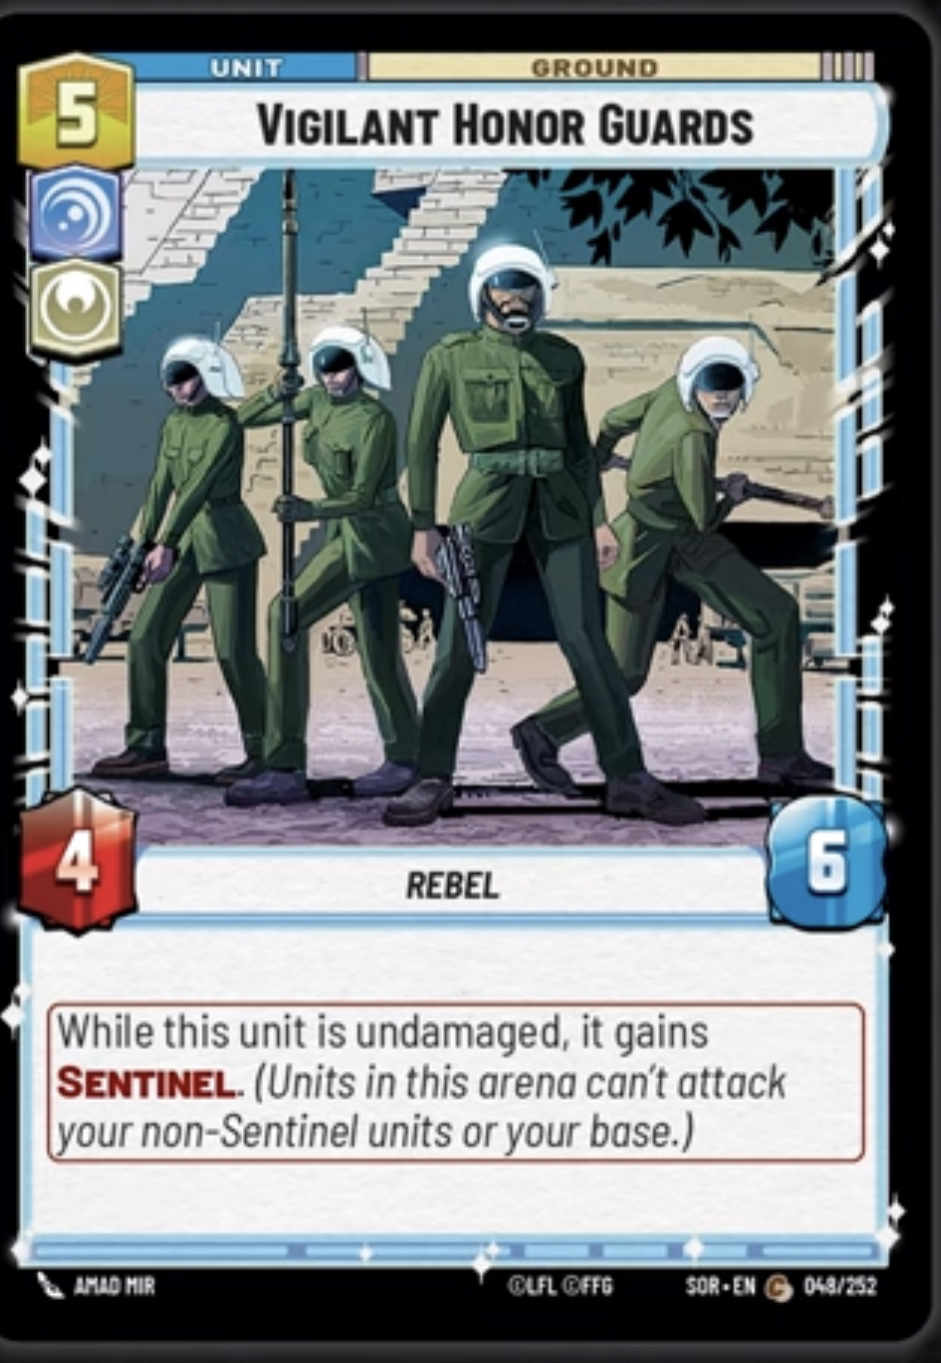 UNIT
GROUND
5
VIGILANT HONOR GUARDS
4
REBEL
6
While this unit is undamaged, it gains
SENTINEL. (Units in this arena can't attack
your non-Sentinel units or your base.)
AMAD MIR
©LFL ©FFG
SOR • EN C 048/252